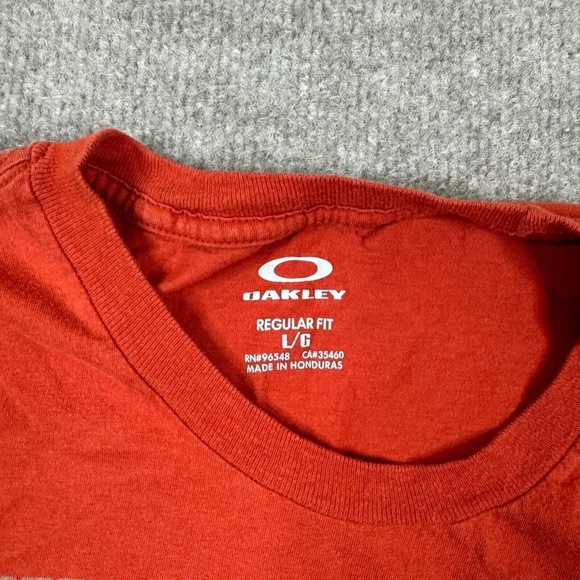 OAKLEY
REGULAR FIT
L/G
RN#96548 CA#35460
MADE IN HONDURAS